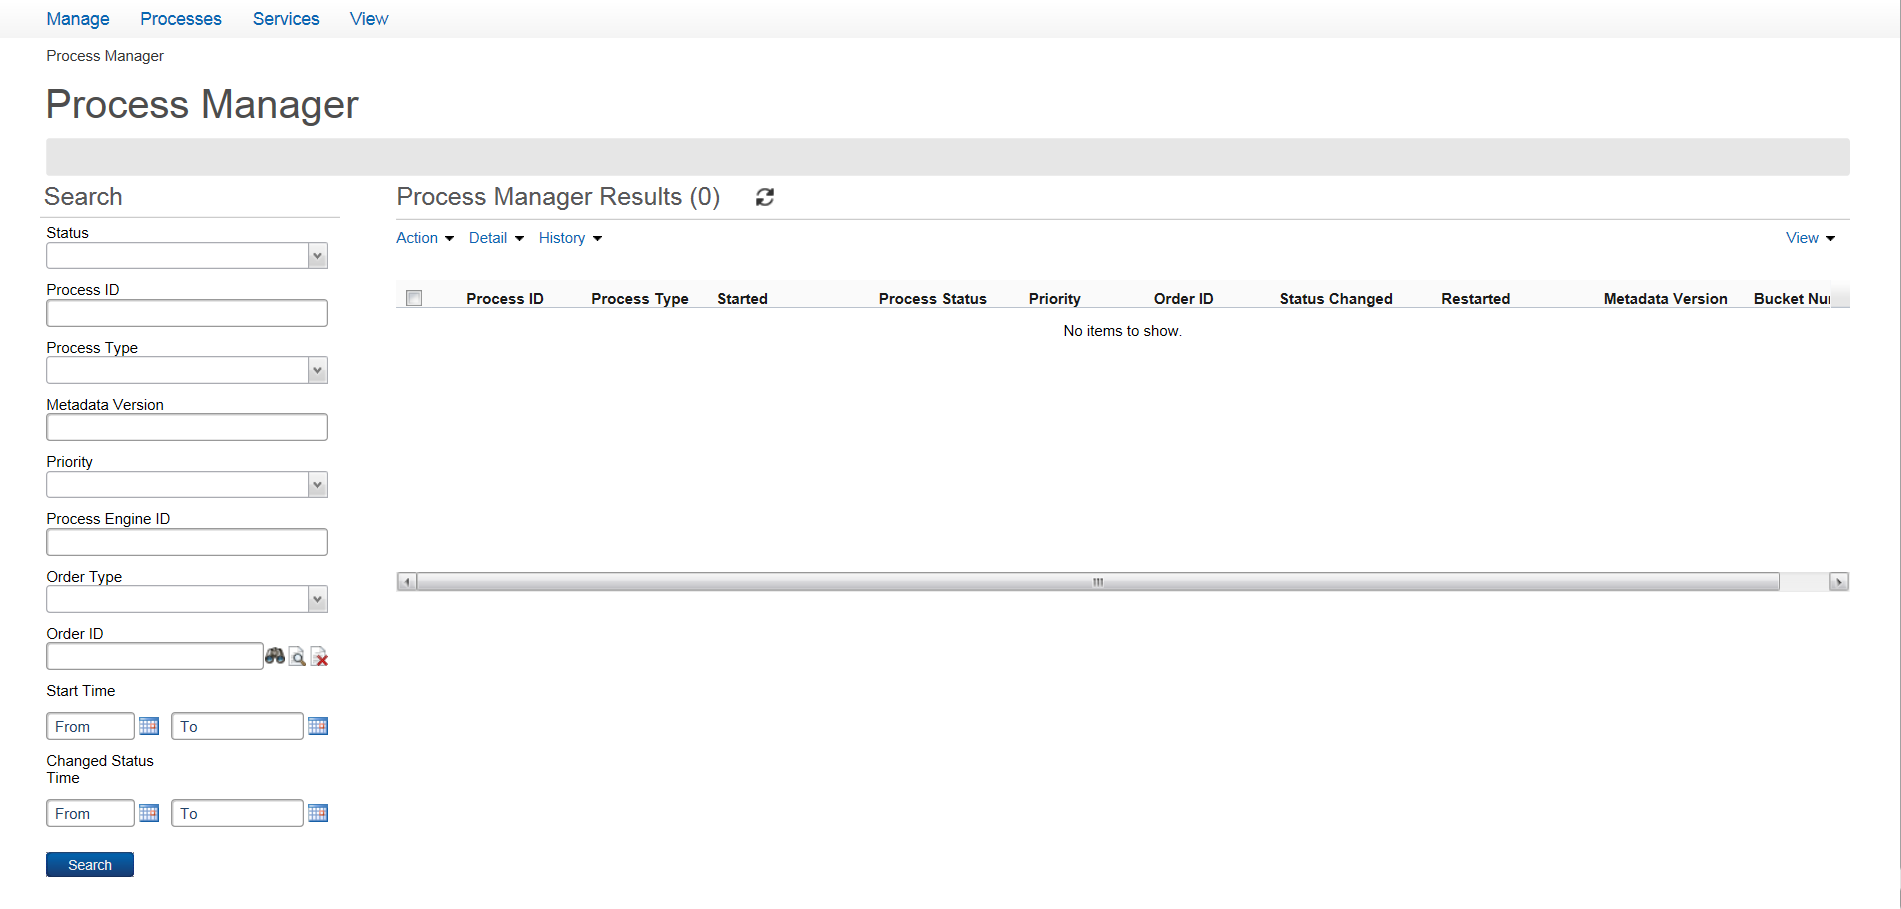 Manage Processes Services View
Process Manager
Process Manager
Search
Process Manager Results (0)
Status
Action Detail History View
Process ID
Process ID Process Type Started Process Status Priority Order ID Status Changed Restarted Metadata Version Bucket Nu
No items to show.
Process Type
Metadata Version
Priority
Process Engine ID
Order Type
Order ID
Start Time
From To
Changed Status
Time
From To
Search